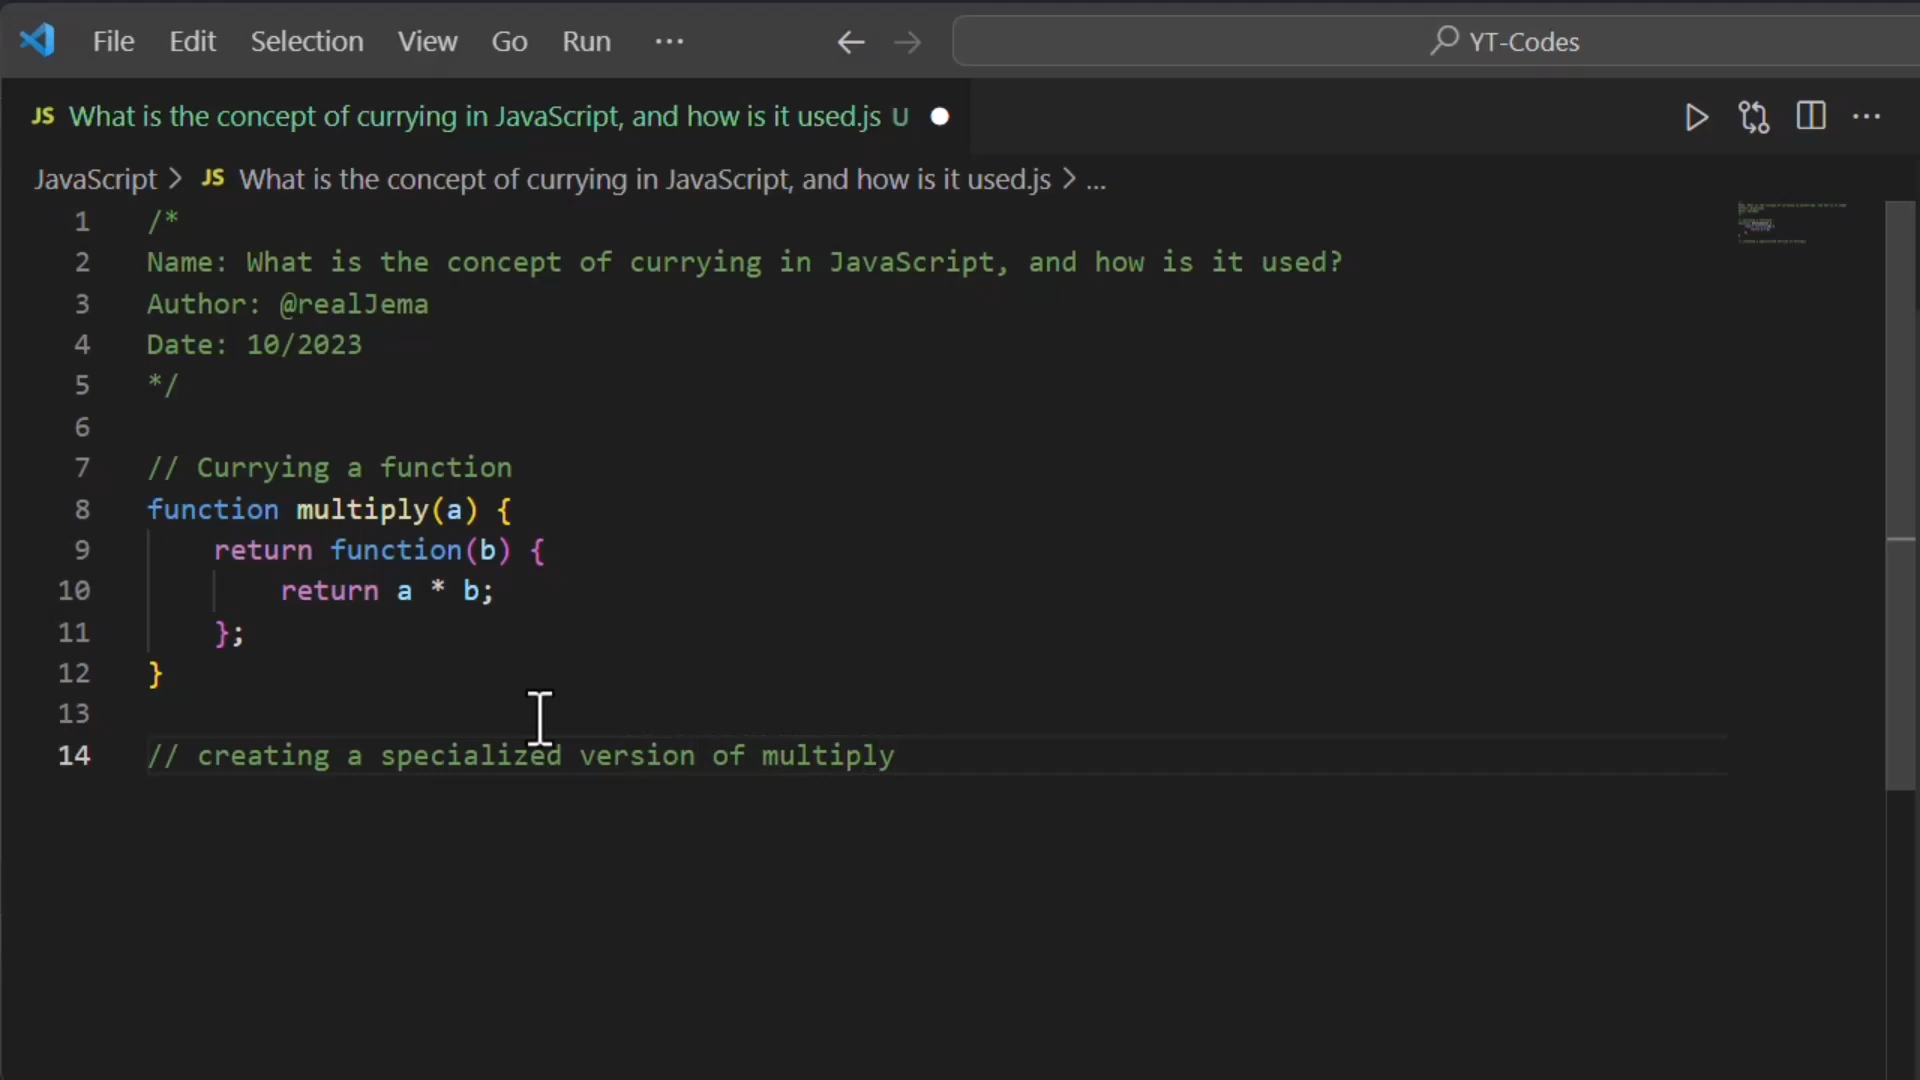 File Edit Selection View Go Run ··· YT-Codes
JS What is the concept of currying in JavaScript, and how is it used.js U
JavaScript > JS What is the concept of currying in JavaScript, and how is it used.js > ...
1 /*
2 Name: What is the concept of currying in JavaScript, and how is it used?
3 Author: @realJema
4 Date: 10/2023
5 */
6
7 // Currying a function
8 function multiply(a) {
9 return function(b) {
10 return a * b;
11 };
12 }
13
14 // creating a specialized version of multiply